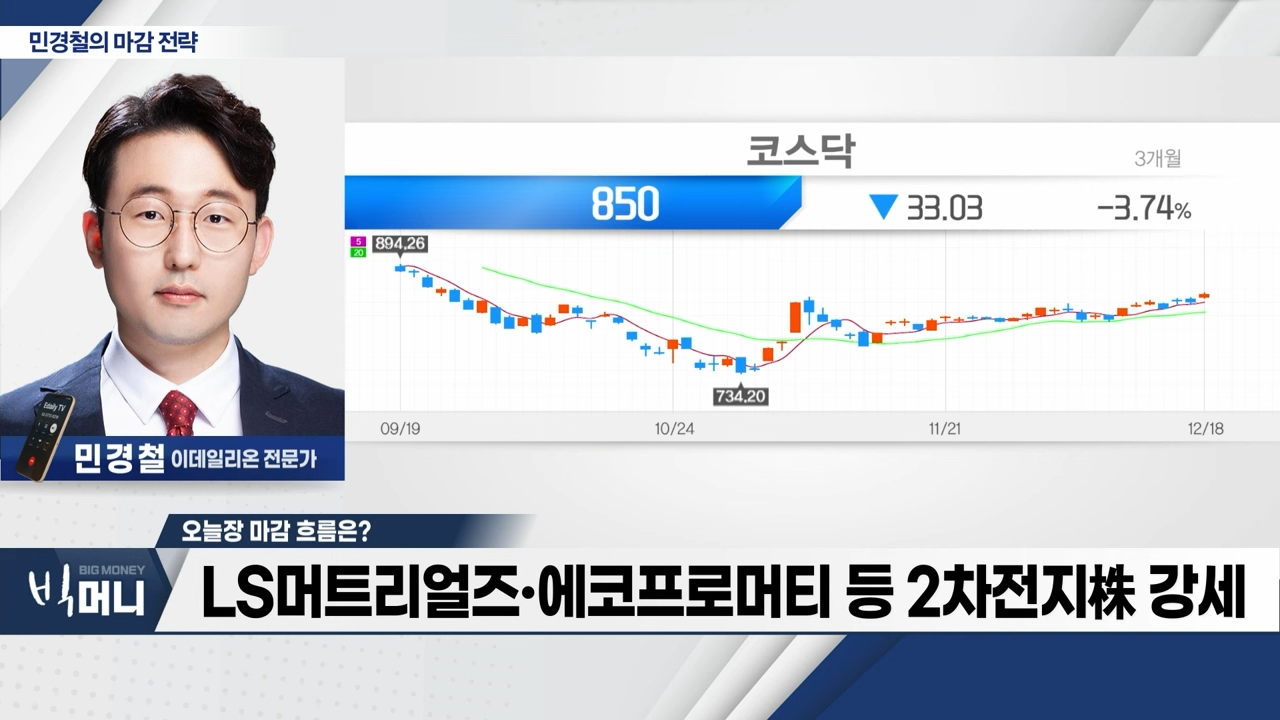 민경철의 마감 전략
코스닥
3개월
850
▼ 33.03
-3.74%
5
20
894.26
734.20
09/19
10/24
11/21
12/18
Edaily TV
민경철 이데일리온 전문가
오늘장 마감 흐름은?
빅머니
BIG MONEY
LS머트리얼즈·에코프로머티 등 2차전지株 강세